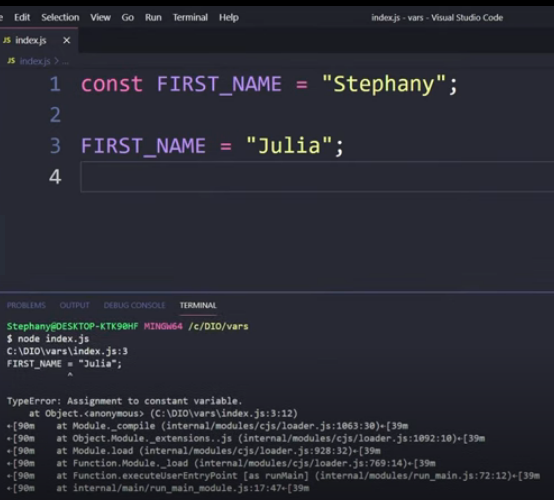 e Edit Selection View Go Run Terminal Help index.js - vars - Visual Studio Code
JS index.js X
JS index.js > ...
1 const FIRST_NAME = "Stephany";
2
3 FIRST_NAME = "Julia";
4
PROBLEMS OUTPUT DEBUG CONSOLE TERMINAL
Stephany@DESKTOP-KTK90HF MINGW64 /c/DIO/vars
$ node index.js
C:\DIO\vars\index.js:3
FIRST_NAME = "Julia";
^
TypeError: Assignment to constant variable.
at Object.<anonymous> (C:\DIO\vars\index.js:3:12)
←[90m at Module._compile (internal/modules/cjs/loader.js:1063:30)←[39m
←[90m at Object.Module._extensions..js (internal/modules/cjs/loader.js:1092:10)←[39m
←[90m at Module.load (internal/modules/cjs/loader.js:928:32)←[39m
←[90m at Function.Module._load (internal/modules/cjs/loader.js:769:14)←[39m
←[90m at Function.executeUserEntryPoint [as runMain] (internal/modules/run_main.js:72:12)←[39m
←[90m at internal/main/run_main_module.js:17:47←[39m